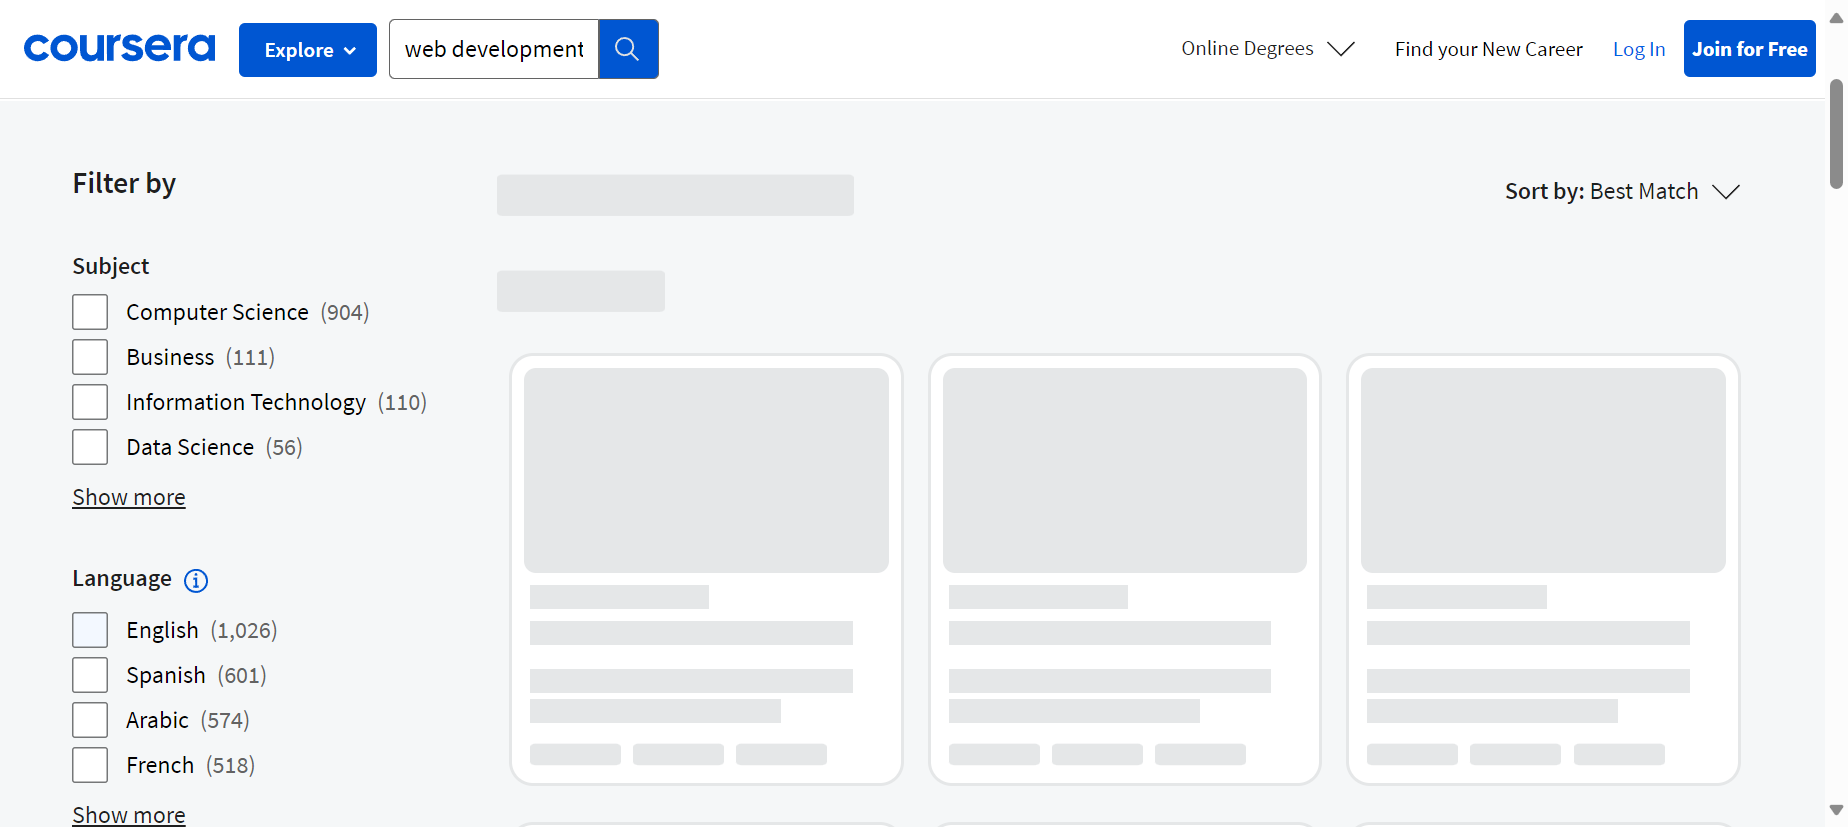 coursera
Explore
web development
Online Degrees
Find your New Career
Log In
Join for Free
Filter by
Sort by: Best Match
Subject
Computer Science (904)
Business (111)
Information Technology (110)
Data Science (56)
Show more
Language
English (1,026)
Spanish (601)
Arabic (574)
French (518)
Show more